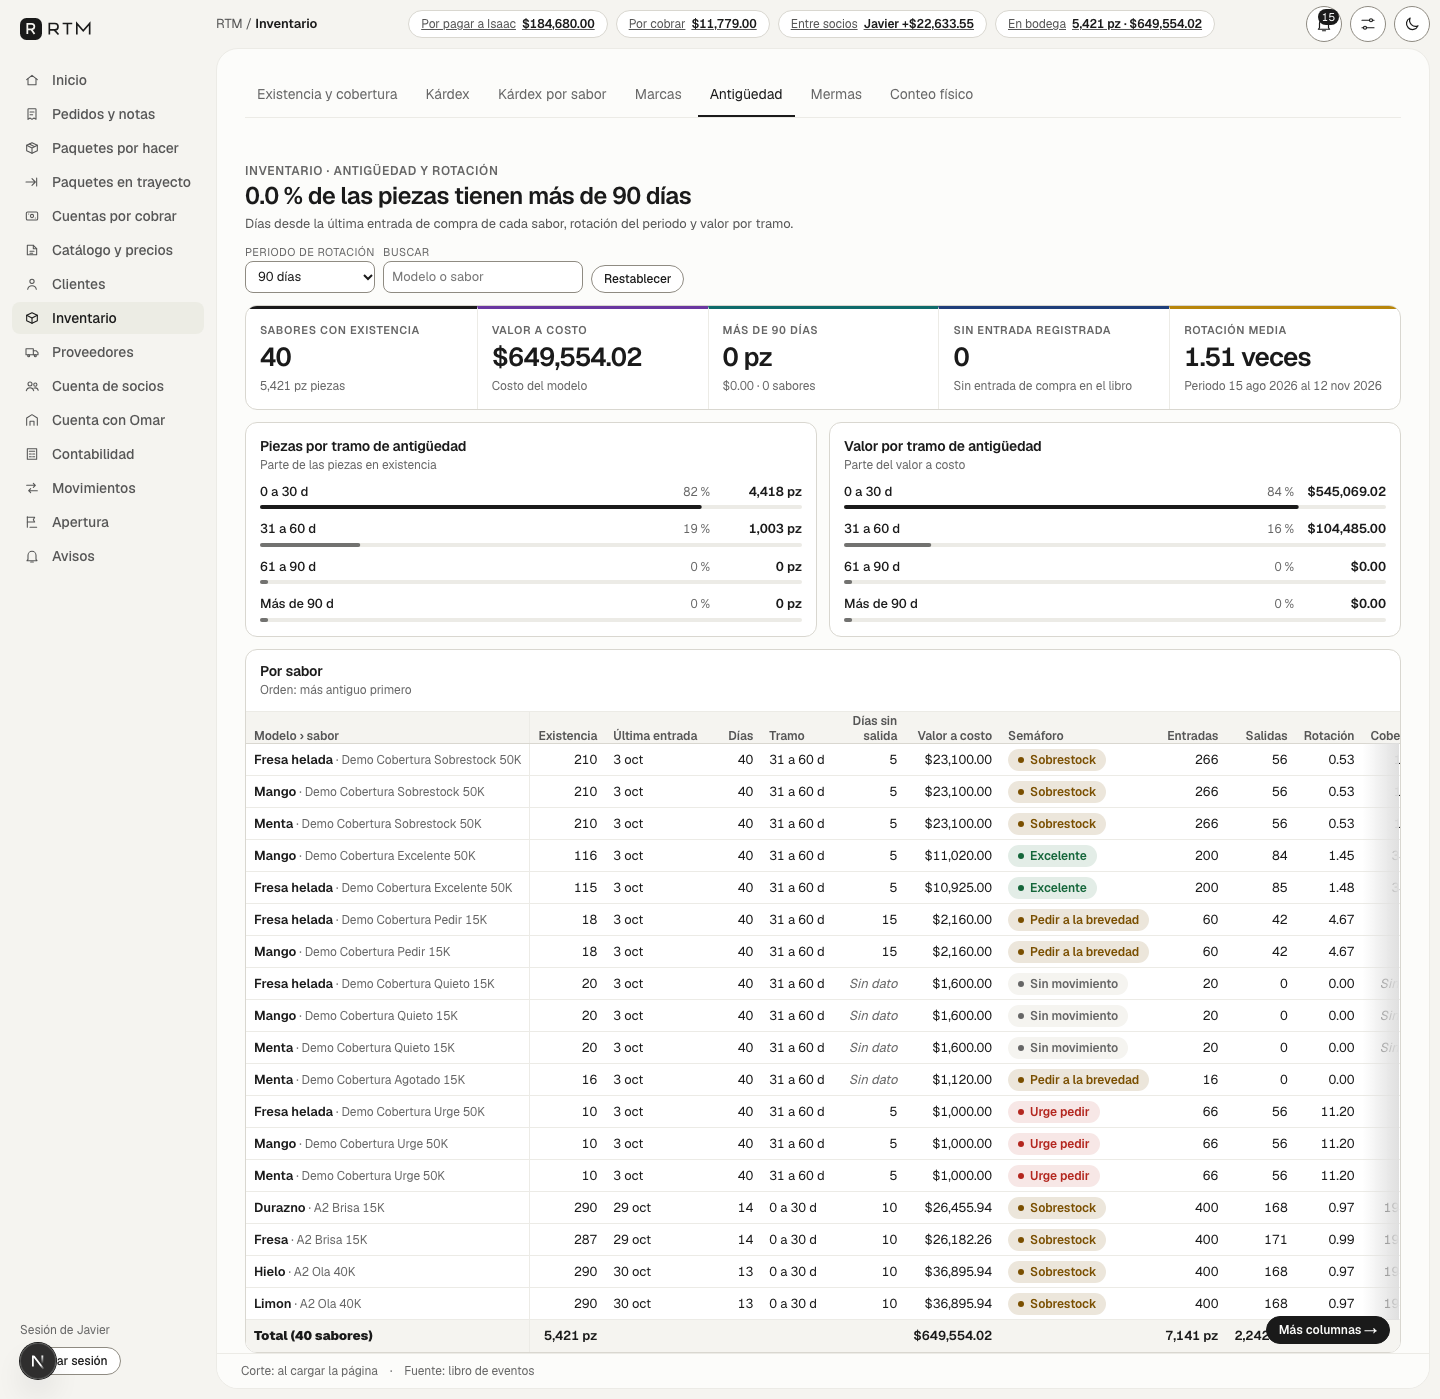 R RTM
RTM / Inventario
Por pagar a Isaac $184,680.00
Por cobrar $11,779.00
Entre socios Javier +$22,633.55
En bodega 5,421 pz · $649,554.02
15
Inicio
Pedidos y notas
Paquetes por hacer
Paquetes en trayecto
Cuentas por cobrar
Catálogo y precios
Clientes
Inventario
Proveedores
Cuenta de socios
Cuenta con Omar
Contabilidad
Movimientos
Apertura
Avisos
Sesión de Javier
N ar sesión
Existencia y cobertura Kárdex Kárdex por sabor Marcas Antigüedad Mermas Conteo físico
INVENTARIO · ANTIGÜEDAD Y ROTACIÓN
0.0 % de las piezas tienen más de 90 días
Días desde la última entrada de compra de cada sabor, rotación del periodo y valor por tramo.
PERIODO DE ROTACIÓN BUSCAR
90 días Modelo o sabor Restablecer
SABORES CON EXISTENCIA
40
5,421 pz piezas
VALOR A COSTO
$649,554.02
Costo del modelo
MÁS DE 90 DÍAS
0 pz
$0.00 · 0 sabores
SIN ENTRADA REGISTRADA
0
Sin entrada de compra en el libro
ROTACIÓN MEDIA
1.51 veces
Periodo 15 ago 2026 al 12 nov 2026
Piezas por tramo de antigüedad
Parte de las piezas en existencia
0 a 30 d 82 % 4,418 pz
31 a 60 d 19 % 1,003 pz
61 a 90 d 0 % 0 pz
Más de 90 d 0 % 0 pz
Valor por tramo de antigüedad
Parte del valor a costo
0 a 30 d 84 % $545,069.02
31 a 60 d 16 % $104,485.00
61 a 90 d 0 % $0.00
Más de 90 d 0 % $0.00
Por sabor
Orden: más antiguo primero
Modelo › sabor Existencia Última entrada Días Tramo Días sin salida Valor a costo Semáforo Entradas Salidas Rotación Cobe
Fresa helada · Demo Cobertura Sobrestock 50K 210 3 oct 40 31 a 60 d 5 $23,100.00 Sobrestock 266 56 0.53
Mango · Demo Cobertura Sobrestock 50K 210 3 oct 40 31 a 60 d 5 $23,100.00 Sobrestock 266 56 0.53
Menta · Demo Cobertura Sobrestock 50K 210 3 oct 40 31 a 60 d 5 $23,100.00 Sobrestock 266 56 0.53
Mango · Demo Cobertura Excelente 50K 116 3 oct 40 31 a 60 d 5 $11,020.00 Excelente 200 84 1.45
Fresa helada · Demo Cobertura Excelente 50K 115 3 oct 40 31 a 60 d 5 $10,925.00 Excelente 200 85 1.48
Fresa helada · Demo Cobertura Pedir 15K 18 3 oct 40 31 a 60 d 15 $2,160.00 Pedir a la brevedad 60 42 4.67
Mango · Demo Cobertura Pedir 15K 18 3 oct 40 31 a 60 d 15 $2,160.00 Pedir a la brevedad 60 42 4.67
Fresa helada · Demo Cobertura Quieto 15K 20 3 oct 40 31 a 60 d Sin dato $1,600.00 Sin movimiento 20 0 0.00
Mango · Demo Cobertura Quieto 15K 20 3 oct 40 31 a 60 d Sin dato $1,600.00 Sin movimiento 20 0 0.00
Menta · Demo Cobertura Quieto 15K 20 3 oct 40 31 a 60 d Sin dato $1,600.00 Sin movimiento 20 0 0.00
Menta · Demo Cobertura Agotado 15K 16 3 oct 40 31 a 60 d Sin dato $1,120.00 Pedir a la brevedad 16 0 0.00
Fresa helada · Demo Cobertura Urge 50K 10 3 oct 40 31 a 60 d 5 $1,000.00 Urge pedir 66 56 11.20
Mango · Demo Cobertura Urge 50K 10 3 oct 40 31 a 60 d 5 $1,000.00 Urge pedir 66 56 11.20
Menta · Demo Cobertura Urge 50K 10 3 oct 40 31 a 60 d 5 $1,000.00 Urge pedir 66 56 11.20
Durazno · A2 Brisa 15K 290 29 oct 14 0 a 30 d 10 $26,455.94 Sobrestock 400 168 0.97
Fresa · A2 Brisa 15K 287 29 oct 14 0 a 30 d 10 $26,182.26 Sobrestock 400 171 0.99
Hielo · A2 Ola 40K 290 30 oct 13 0 a 30 d 10 $36,895.94 Sobrestock 400 168 0.97
Limon · A2 Ola 40K 290 30 oct 13 0 a 30 d 10 $36,895.94 Sobrestock 400 168 0.97
Total (40 sabores) 5,421 pz $649,554.02 7,141 pz 2,242
Más columnas →
Corte: al cargar la página · Fuente: libro de eventos